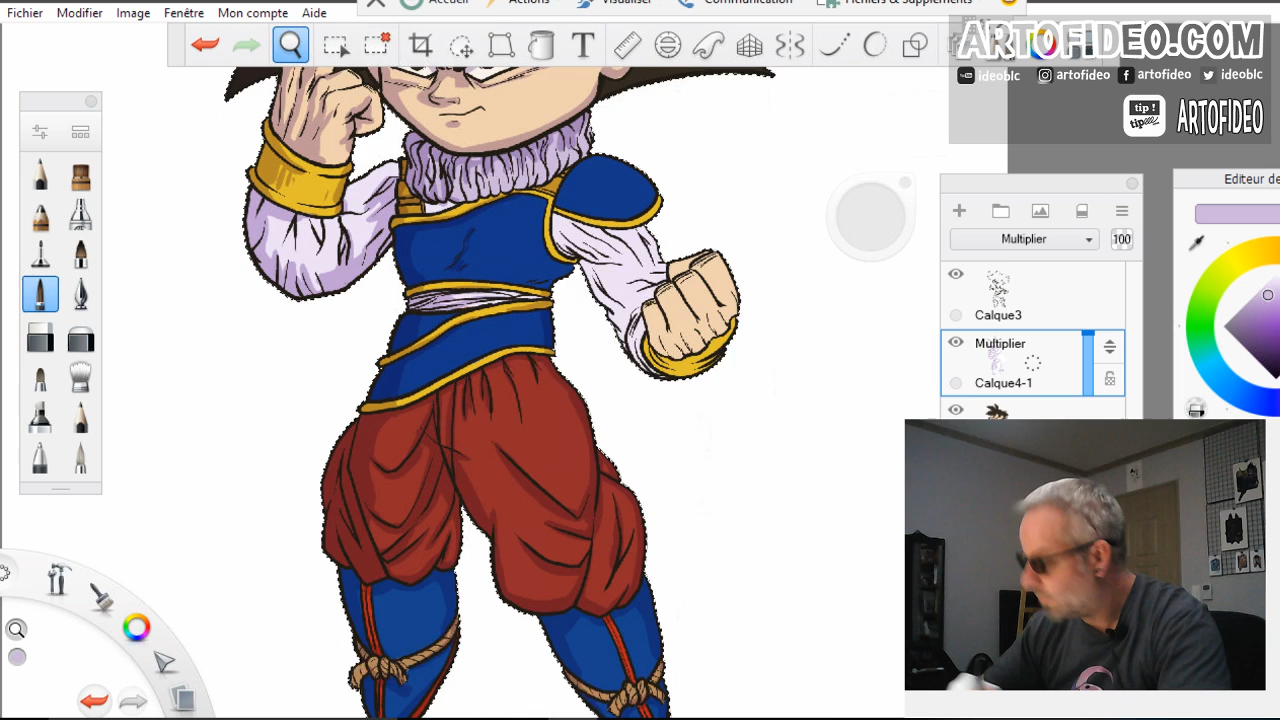 Accueil Actions Visualiser Communication Fichiers & Suppléments
Fichier Modifier Image Fenêtre Mon compte Aide
ARTOFIDEO.COM
ideoblc artofideo artofideo ideoblc
tip !
tip
ARTOFIDEO
Editeur de
Multiplier 100
Calque3
Multiplier
Calque4-1